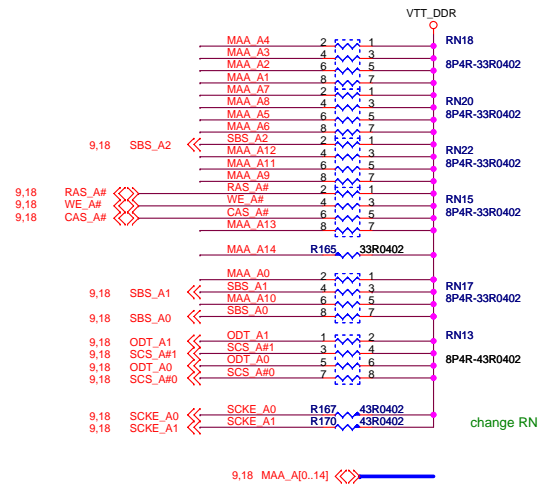 VTT_DDR
MAA_A4 2 1 RN18
MAA_A3 4 3
MAA_A2 6 5 8P4R-33R0402
MAA_A1 8 7
MAA_A7 2 1 RN20
MAA_A8 4 3
MAA_A5 6 5 8P4R-33R0402
MAA_A6 8 7
9,18 SBS_A2 SBS_A2 2 1 RN22
MAA_A12 4 3
MAA_A11 6 5 8P4R-33R0402
MAA_A9 8 7
9,18 RAS_A# RAS_A# 2 1 RN15
9,18 WE_A# WE_A# 4 3
9,18 CAS_A# CAS_A# 6 5 8P4R-33R0402
MAA_A13 8 7
MAA_A14 R165 33R0402
MAA_A0 2 1 RN17
9,18 SBS_A1 SBS_A1 4 3
MAA_A10 6 5 8P4R-33R0402
9,18 SBS_A0 SBS_A0 8 7
9,18 ODT_A1 ODT_A1 1 2 RN13
9,18 SCS_A#1 SCS_A#1 3 4
9,18 ODT_A0 ODT_A0 5 6 8P4R-43R0402
9,18 SCS_A#0 SCS_A#0 7 8
9,18 SCKE_A0 SCKE_A0 R167 43R0402
9,18 SCKE_A1 SCKE_A1 R170 43R0402
change RN
9,18 MAA_A[0..14]